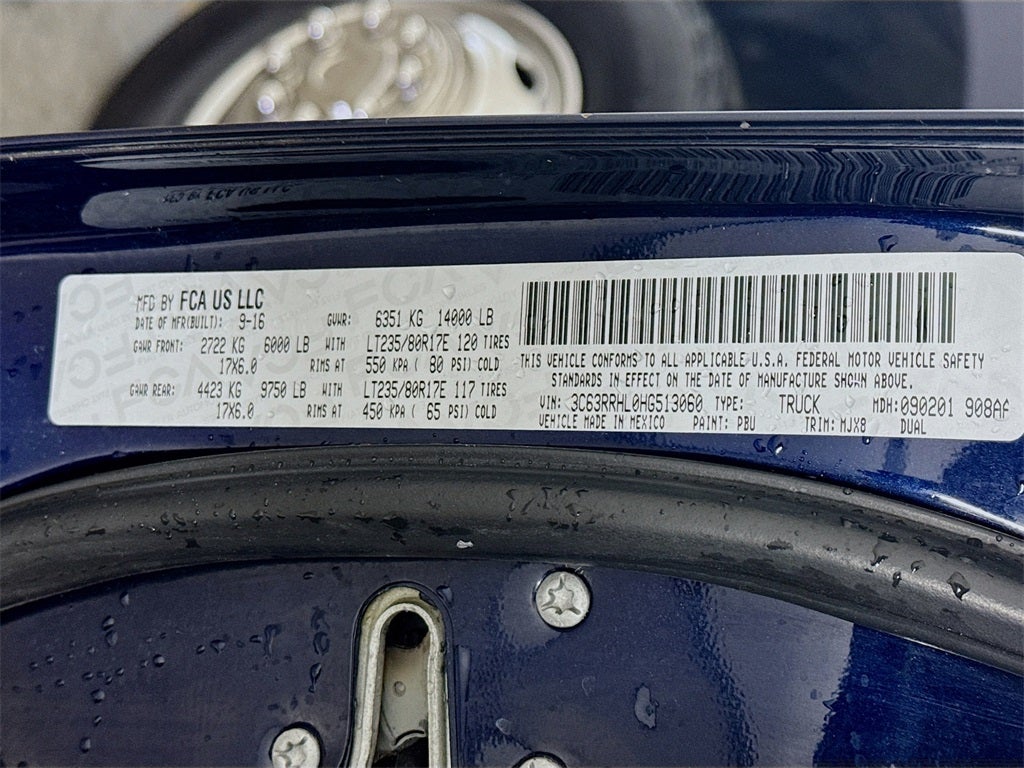 MFG BY FCA US LLC
DATE OF MFR(BUILT): 9-16 GVWR: 6351 KG 14000 LB
GAWR FRONT: 2722 KG 6000 LB WITH LT235/80R17E 120 TIRES
17X6.0 RIMS AT 550 KPA ( 80 PSI) COLD
GAWR REAR: 4423 KG 9750 LB WITH LT235/80R17E 117 TIRES
17X6.0 RIMS AT 450 KPA ( 65 PSI) COLD
THIS VEHICLE CONFORMS TO ALL APPLICABLE U.S.A. FEDERAL MOTOR VEHICLE SAFETY
STANDARDS IN EFFECT ON THE DATE OF MANUFACTURE SHOWN ABOVE.
VIN: 3C63RRHL0HG513060 TYPE: TRUCK MDH:090201 908AF
VEHICLE MADE IN MEXICO PAINT: PBU TRIM: MJX8 DUAL